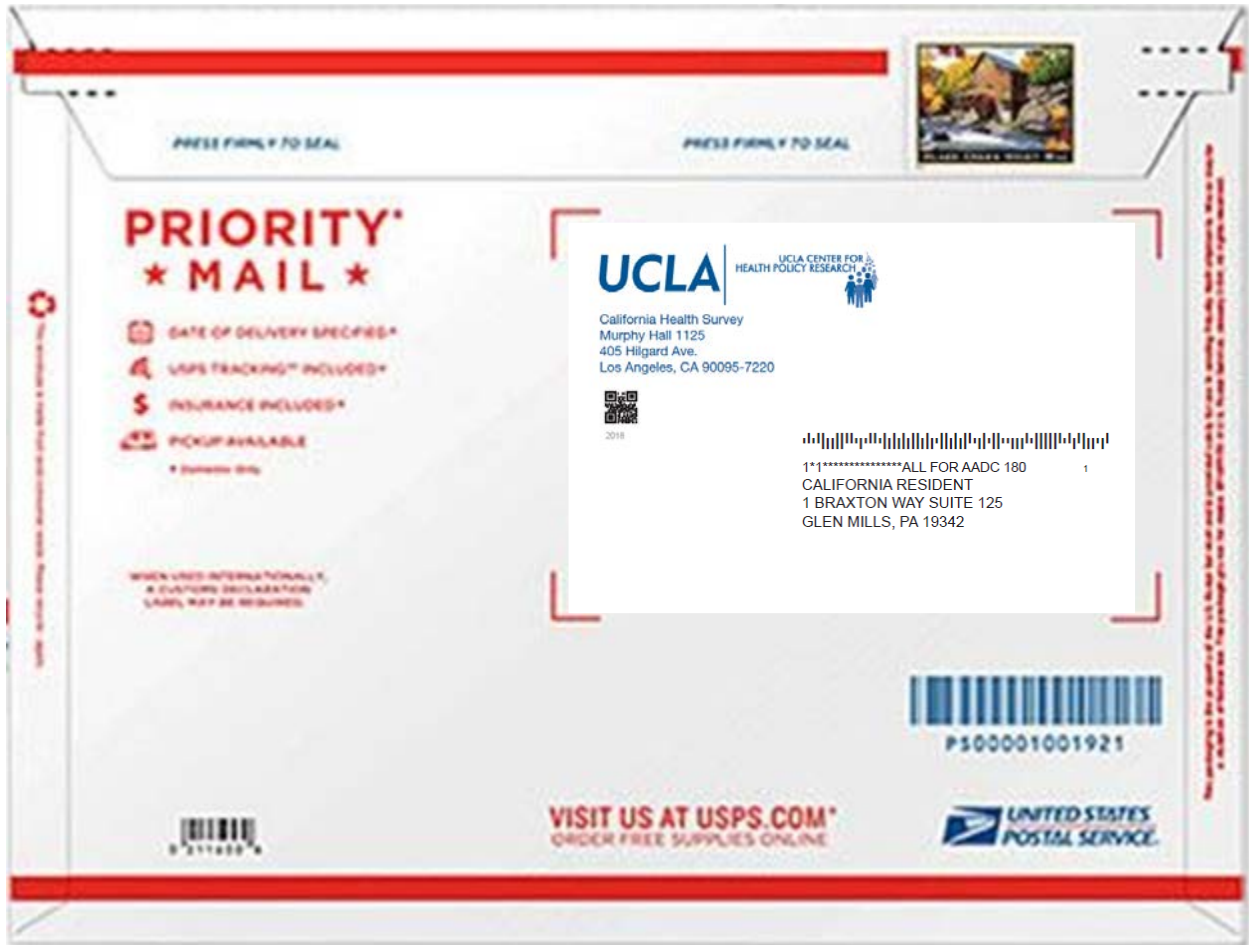 PRESS FIRMLY TO SEAL
PRESS FIRMLY TO SEAL
PRIORITY*
★ MAIL ★
DATE OF DELIVERY SPECIFIED*
USPS TRACKING™ INCLUDED*
$ INSURANCE INCLUDED*
PICKUP AVAILABLE
* Domestic only
WHEN USED INTERNATIONALLY,
A CUSTOMS DECLARATION
LABEL MAY BE REQUIRED.
UCLA
UCLA CENTER FOR
HEALTH POLICY RESEARCH
California Health Survey
Murphy Hall 1125
405 Hilgard Ave.
Los Angeles, CA 90095-7220
2018
1*1***************ALL FOR AADC 180 1
CALIFORNIA RESIDENT
1 BRAXTON WAY SUITE 125
GLEN MILLS, PA 19342
PS00001001921
VISIT US AT USPS.COM*
ORDER FREE SUPPLIES ONLINE
UNITED STATES
POSTAL SERVICE.